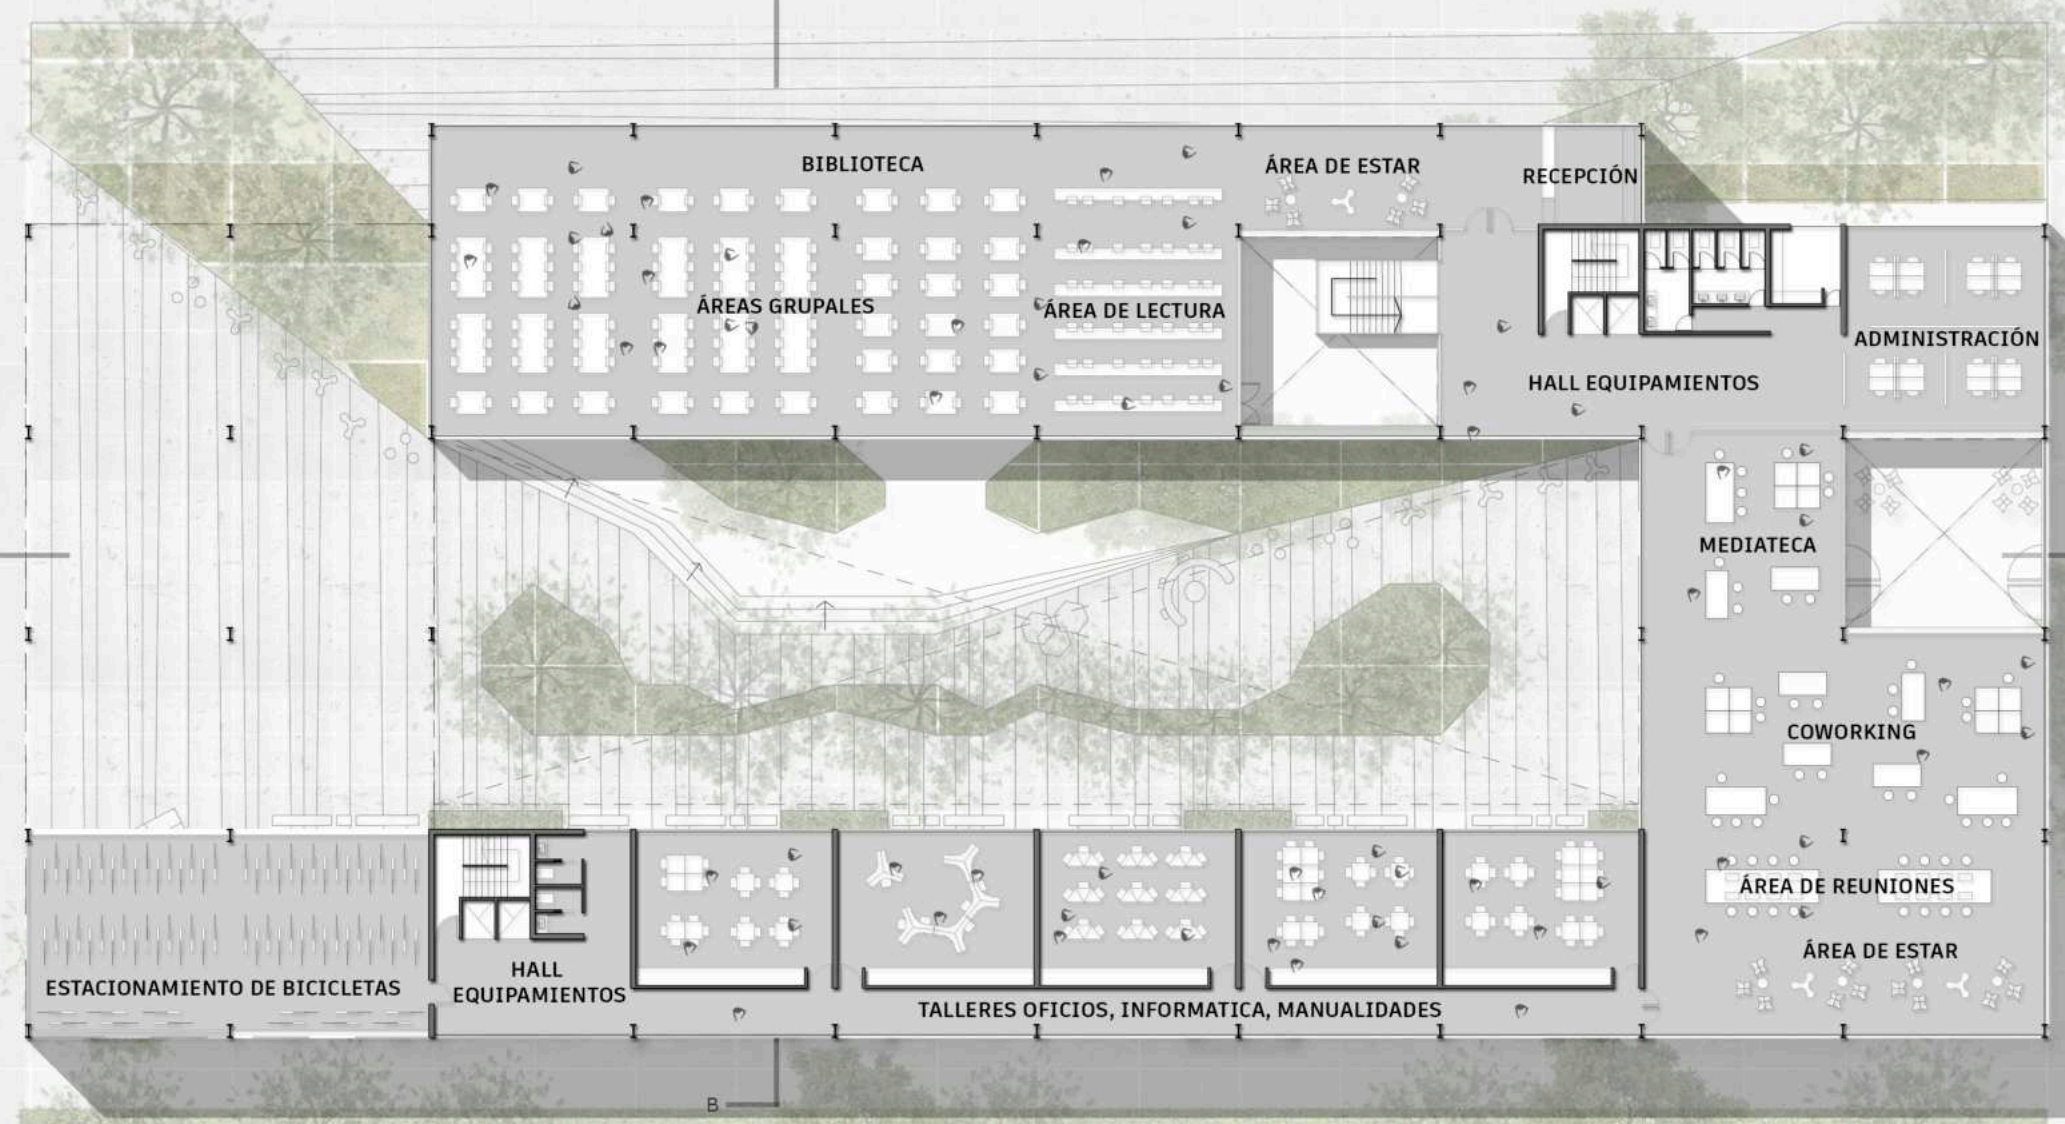 BIBLIOTECA
ÁREA DE ESTAR
RECEPCIÓN
ÁREAS GRUPALES
ÁREA DE LECTURA
ADMINISTRACIÓN
HALL EQUIPAMIENTOS
MEDIATECA
COWORKING
ÁREA DE REUNIONES
ÁREA DE ESTAR
HALL
EQUIPAMIENTOS
ESTACIONAMIENTO DE BICICLETAS
TALLERES OFICIOS, INFORMATICA, MANUALIDADES
B